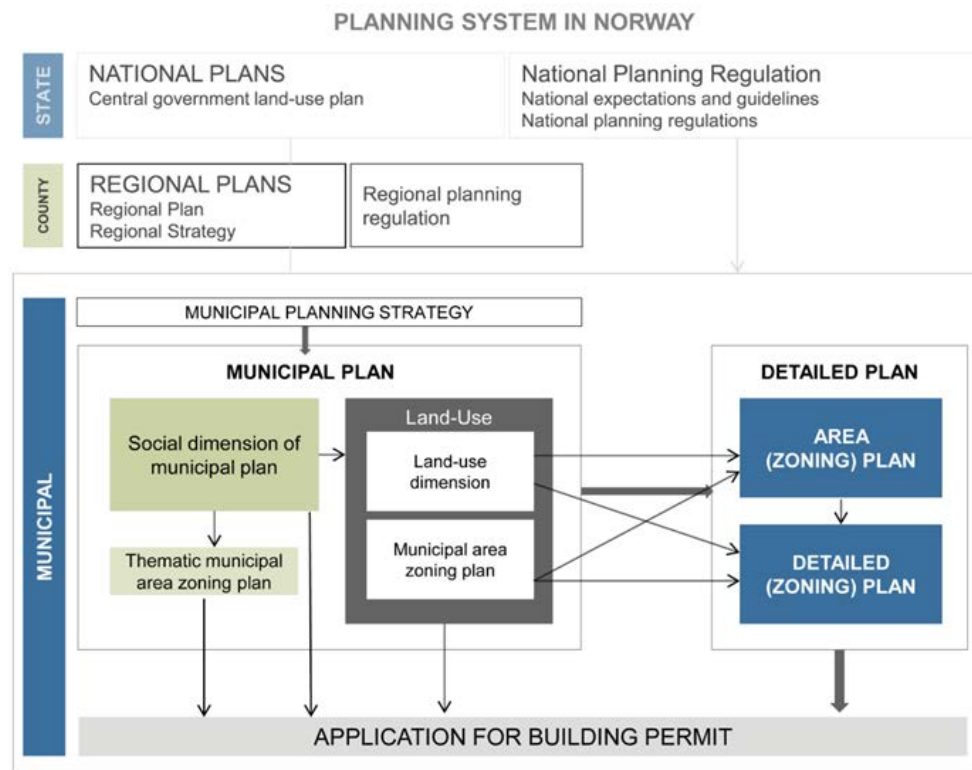 PLANNING SYSTEM IN NORWAY
STATE
NATIONAL PLANS
Central government land-use plan
National Planning Regulation
National expectations and guidelines
National planning regulations
COUNTY
REGIONAL PLANS
Regional Plan
Regional Strategy
Regional planning
regulation
MUNICIPAL
MUNICIPAL PLANNING STRATEGY
MUNICIPAL PLAN
Social dimension of
municipal plan
Thematic municipal
area zoning plan
Land-Use
Land-use
dimension
Municipal area
zoning plan
DETAILED PLAN
AREA
(ZONING) PLAN
DETAILED
(ZONING) PLAN
APPLICATION FOR BUILDING PERMIT